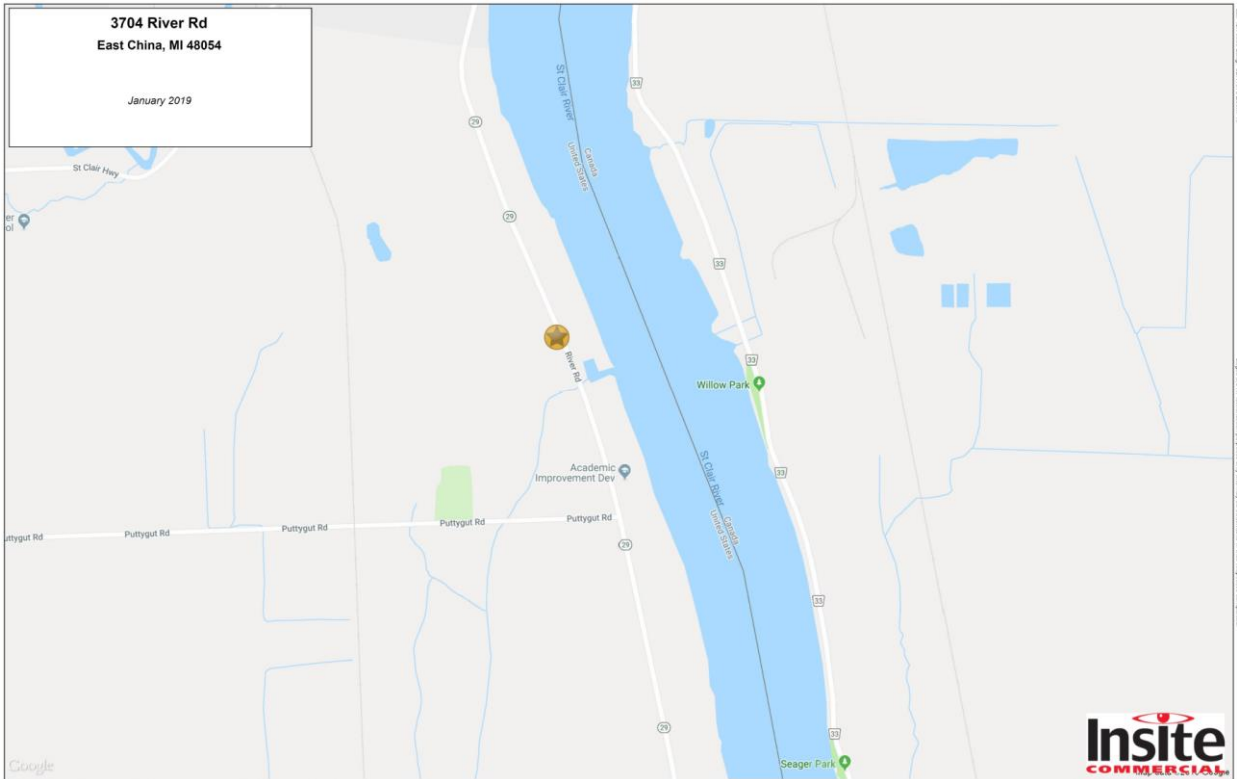 3704 River Rd
East China, MI 48054
January 2019
St Clair River
33
29
Canada
United States
St Clair Hwy
29
33
River Rd
33
Willow Park
St Clair River
33
Academic
Improvement Dev
Puttygut Rd
Puttygut Rd
Puttygut Rd
Puttygut Rd
Canada
United States
29
33
29
33
Seager Park
Google
Insite
COMMERCIAL